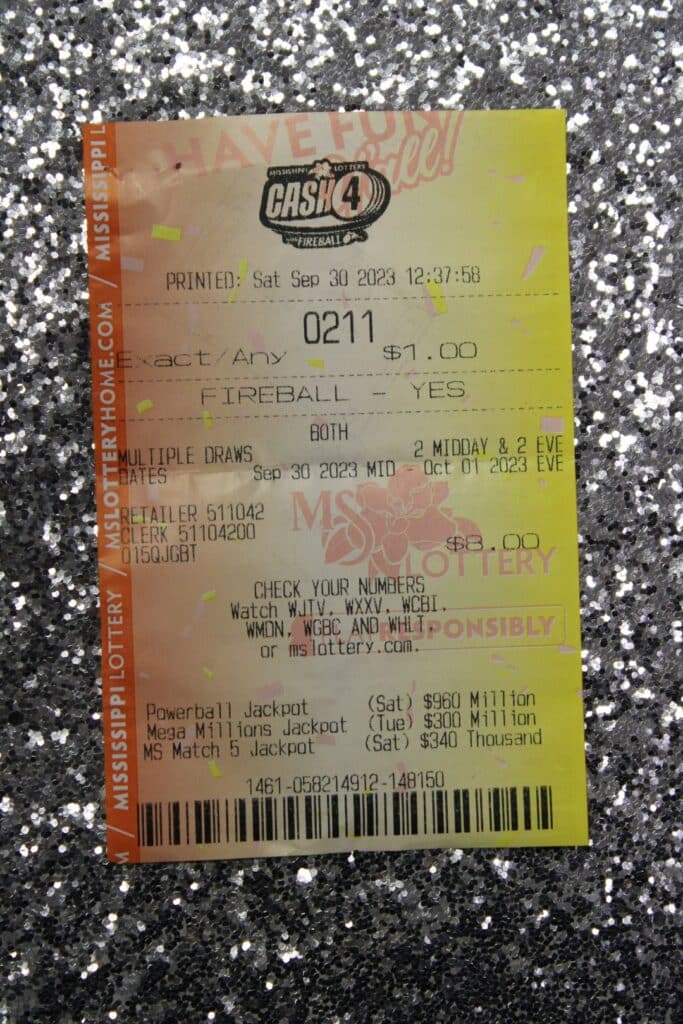 HAVE FUN
y'all!
MISSISSIPPI LOTTERY
CASH 4
FIREBALL
PRINTED: Sat Sep 30 2023 12:37:58
0211
Exact/Any $1.00
FIREBALL - YES
BOTH
MULTIPLE DRAWS 2 MIDDAY & 2 EVE
DATES Sep 30 2023 MID - Oct 01 2023 EVE
RETAILER 511042
CLERK 51104200
015QJGBT
$8.00
MS
LOTTERY
CHECK YOUR NUMBERS
Watch WJTV, WXXV, WCBI,
WMDN, WGBC AND WHLT,
or mslottery.com.
RESPONSIBLY
Powerball Jackpot (Sat) $960 Million
Mega Millions Jackpot (Tue) $300 Million
MS Match 5 Jackpot (Sat) $340 Thousand
1461-058214912-148150
M / MISSISSIPPI LOTTERY / MSLOTTERYHOME.COM / MISSISSIPPI L